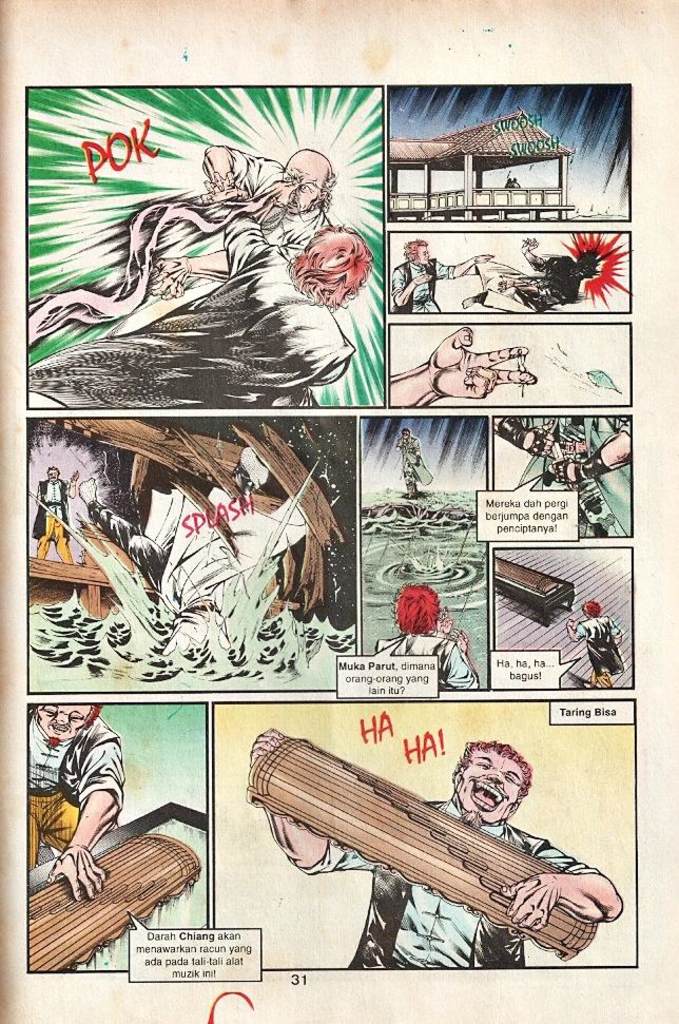 POK
SWOOSH
SWOOSH
SPLASH
Mereka dah pergi
berjumpa dengan
penciptanya!
Muka Parut, dimana
orang-orang yang
lain itu?
Ha, ha, ha...
bagus!
Taring Bisa
HA
HA!
Darah Chiang akan
menawarkan racun yang
ada pada tali-tali alat
muzik ini!
31